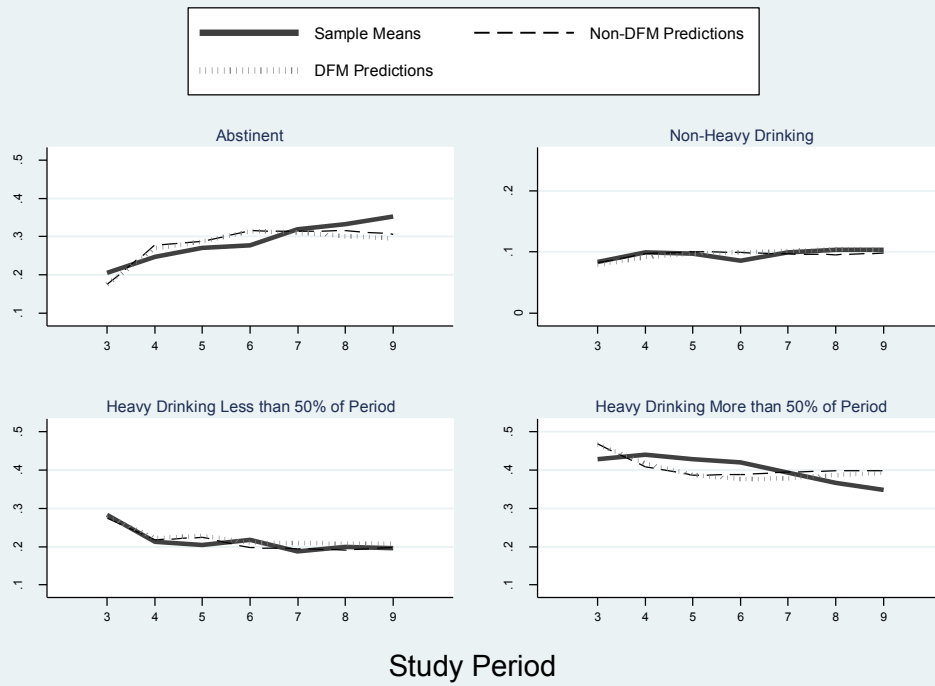 Sample Means
Non-DFM Predictions
DFM Predictions
Abstinent
Non-Heavy Drinking
.5
.4
.3
.2
.1
3 4 5 6 7 8 9
.2
.1
0
3 4 5 6 7 8 9
Heavy Drinking Less than 50% of Period
Heavy Drinking More than 50% of Period
.5
.4
.3
.2
.1
3 4 5 6 7 8 9
.5
.4
.3
.2
.1
3 4 5 6 7 8 9
Study Period